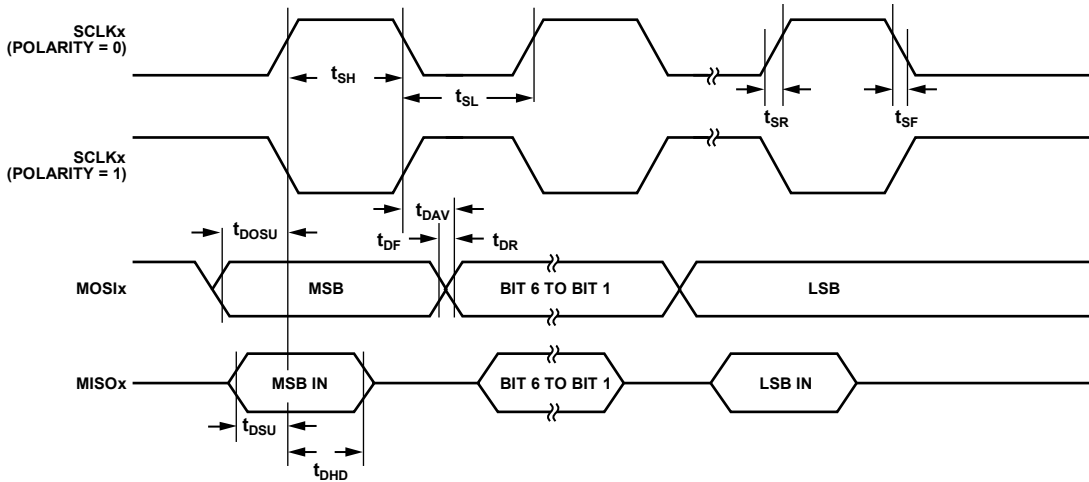 SCLKx
(POLARITY = 0)
tSH
tSL
tSR
tSF
SCLKx
(POLARITY = 1)
tDAV
tDOSU
tDF
tDR
MOSIx
MSB
BIT 6 TO BIT 1
LSB
MISOx
MSB IN
BIT 6 TO BIT 1
LSB IN
tDSU
tDHD